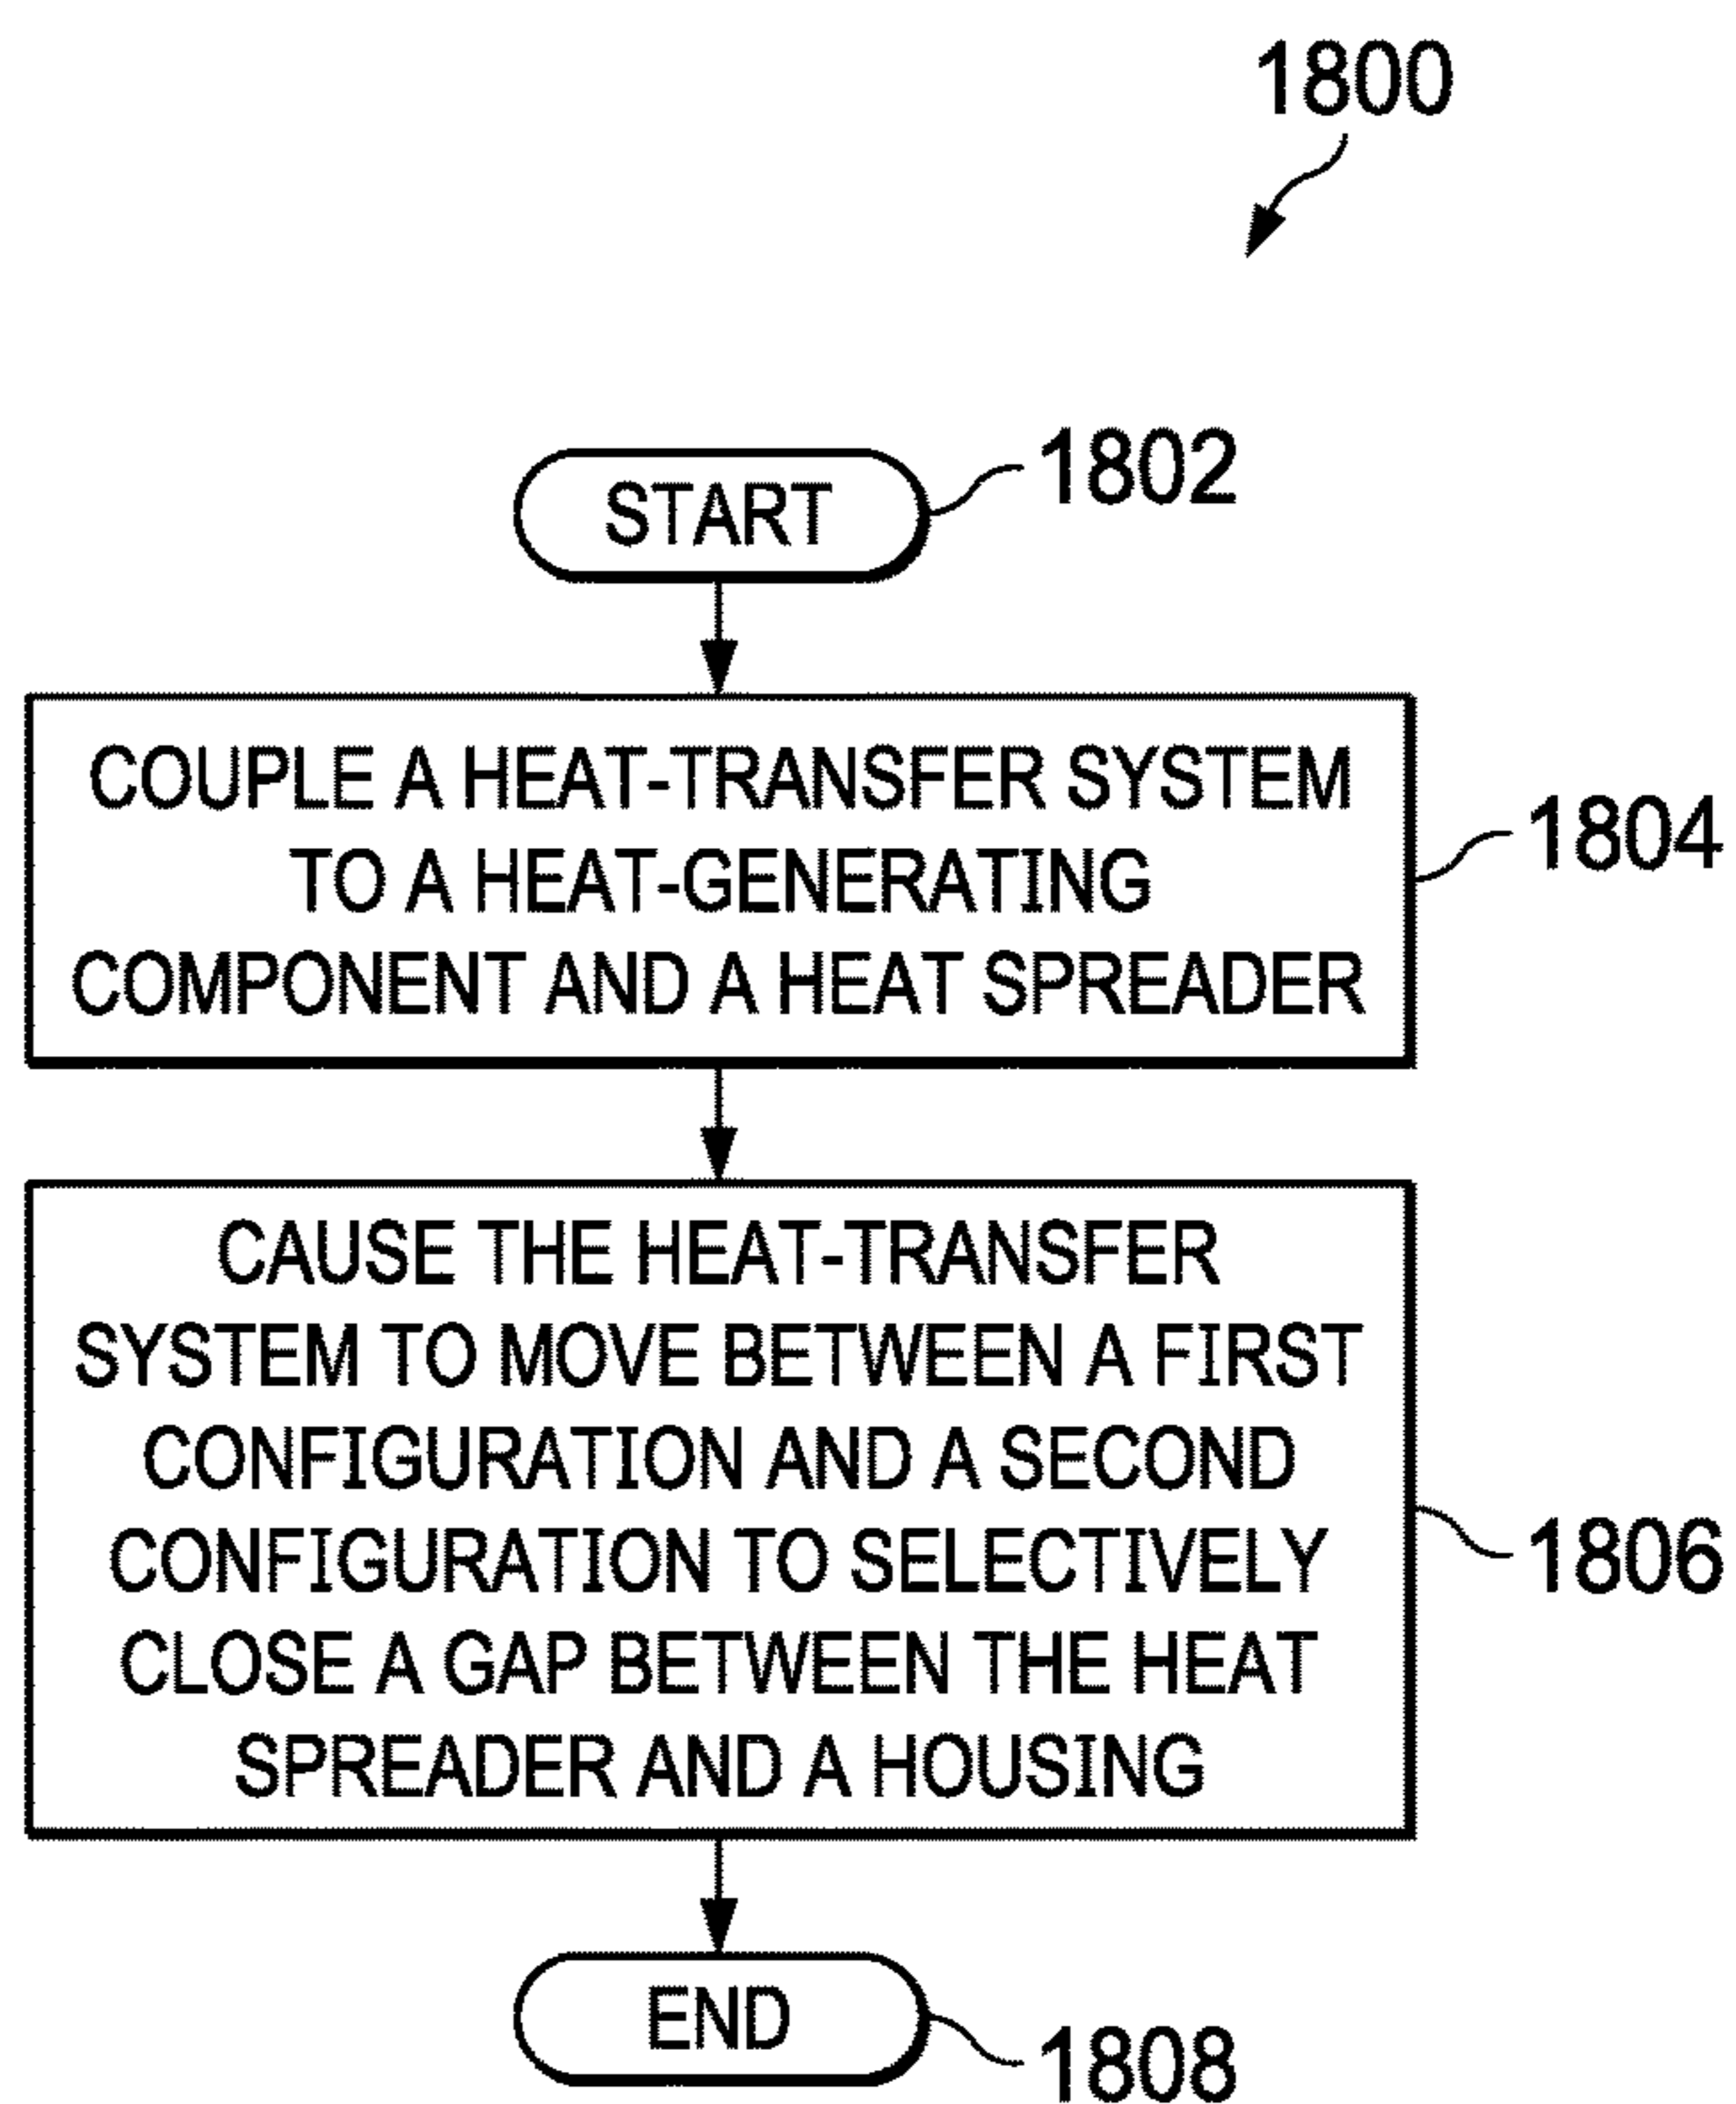 1800
START
1802
COUPLE A HEAT-TRANSFER SYSTEM
TO A HEAT-GENERATING
COMPONENT AND A HEAT SPREADER
1804
CAUSE THE HEAT-TRANSFER
SYSTEM TO MOVE BETWEEN A FIRST
CONFIGURATION AND A SECOND
CONFIGURATION TO SELECTIVELY
CLOSE A GAP BETWEEN THE HEAT
SPREADER AND A HOUSING
1806
END
1808